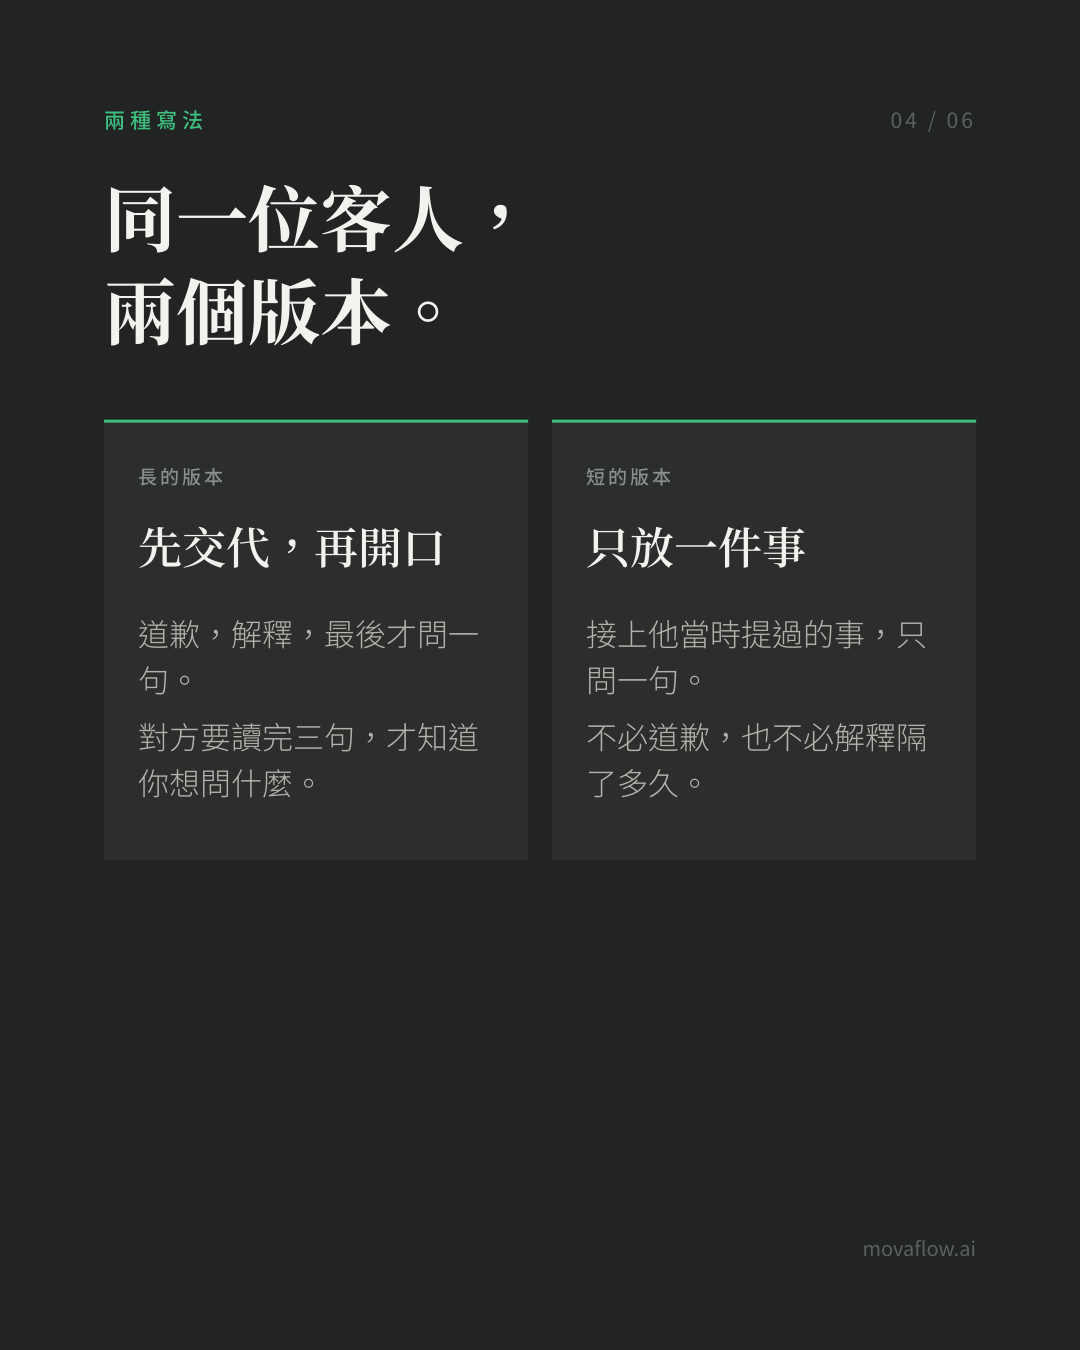 兩種寫法
04 / 06
同一位客人，
兩個版本。
長的版本
先交代，再開口
道歉，解釋，最後才問一
句。
對方要讀完三句，才知道
你想問什麼。
短的版本
只放一件事
接上他當時提過的事，只
問一句。
不必道歉，也不必解釋隔
了多久。
movaflow.ai